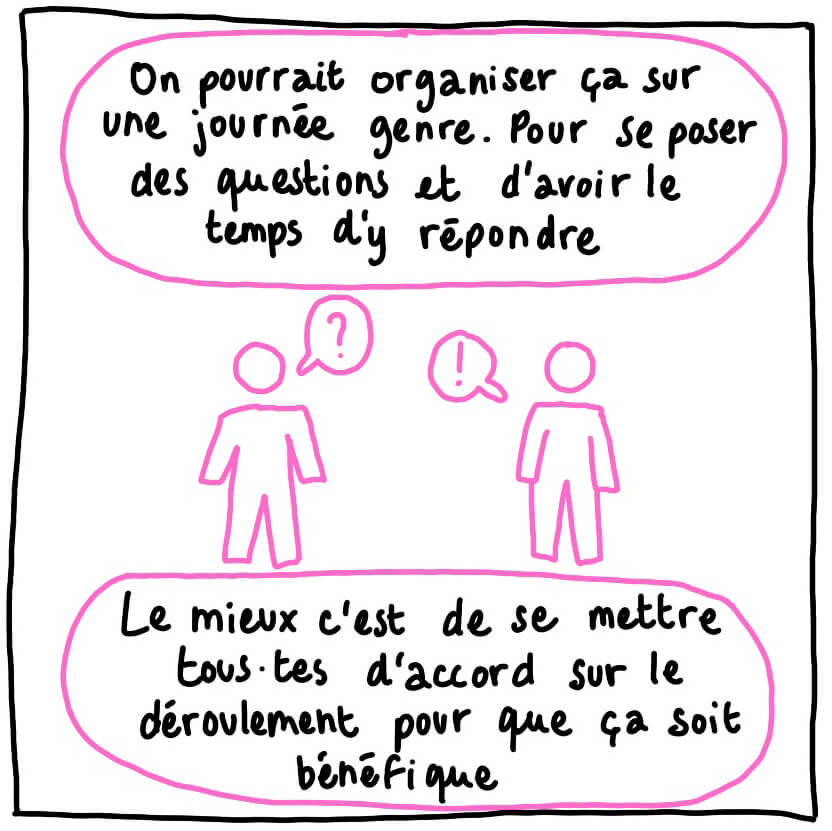 On pourrait organiser ça sur
une journée genre. Pour se poser
des questions et d'avoir le
temps d'y répondre
?
!
Le mieux c'est de se mettre
tous·tes d'accord sur le
déroulement pour que ça soit
bénéfique